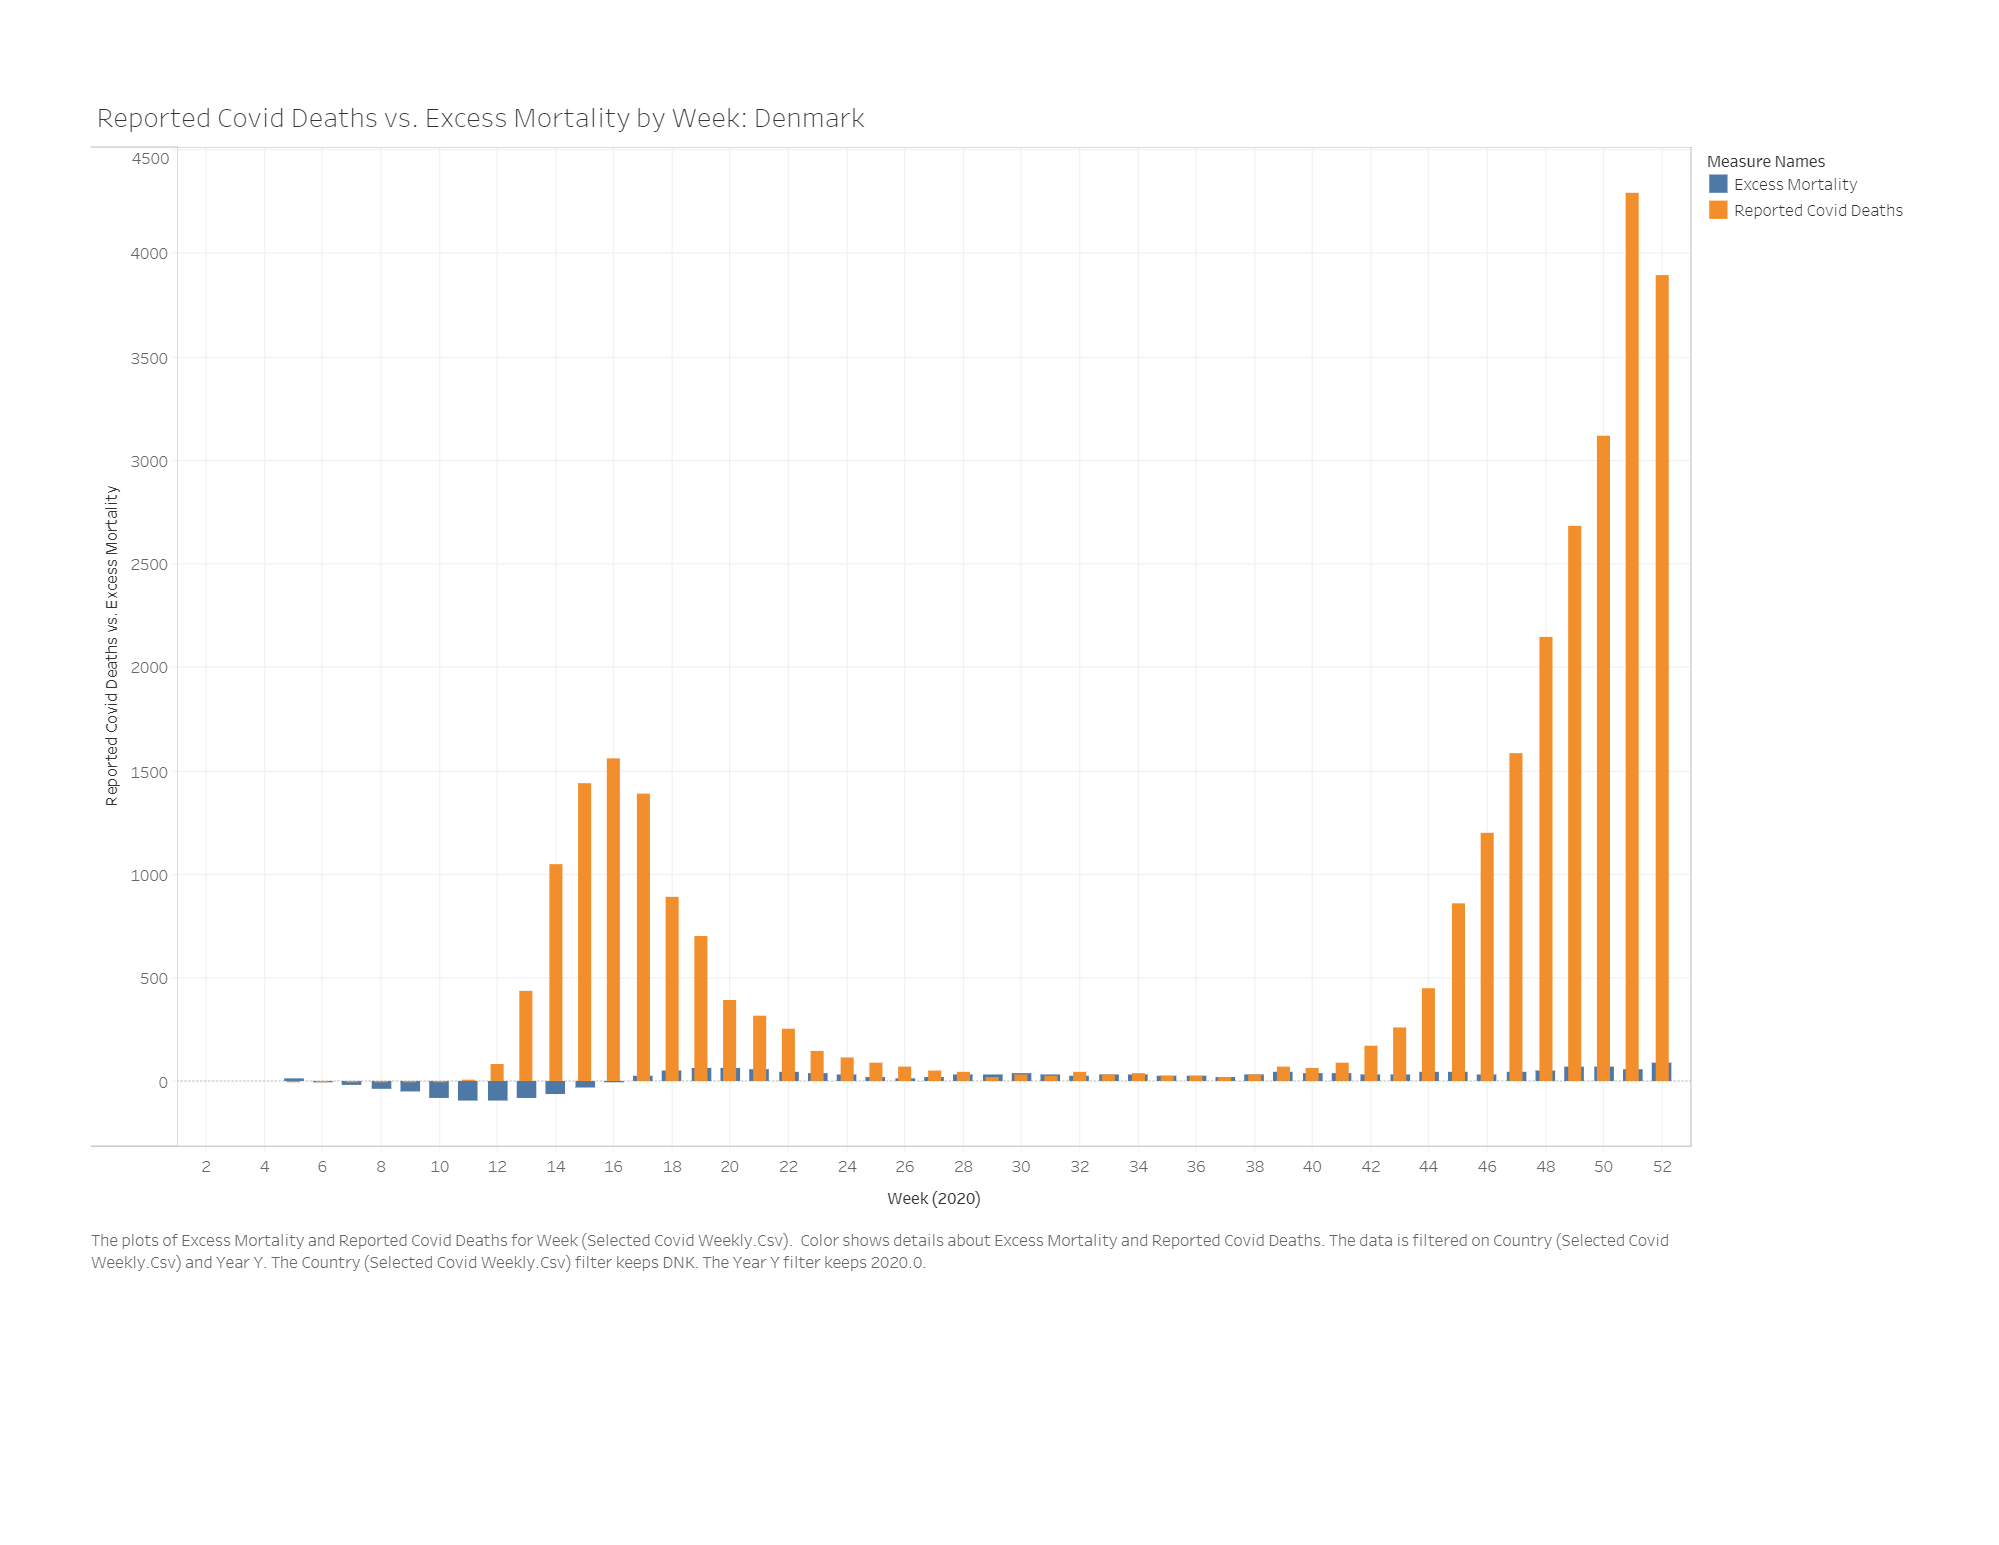 Reported Covid Deaths vs. Excess Mortality by Week: Denmark
Measure Names
Excess Mortality
Reported Covid Deaths
4500
4000
3500
3000
2500
2000
1500
1000
500
0
Reported Covid Deaths vs. Excess Mortality
2 4 6 8 10 12 14 16 18 20 22 24 26 28 30 32 34 36 38 40 42 44 46 48 50 52
Week (2020)
The plots of Excess Mortality and Reported Covid Deaths for Week (Selected Covid Weekly.Csv).  Color shows details about Excess Mortality and Reported Covid Deaths. The data is filtered on Country (Selected Covid
Weekly.Csv) and Year Y. The Country (Selected Covid Weekly.Csv) filter keeps DNK. The Year Y filter keeps 2020.0.